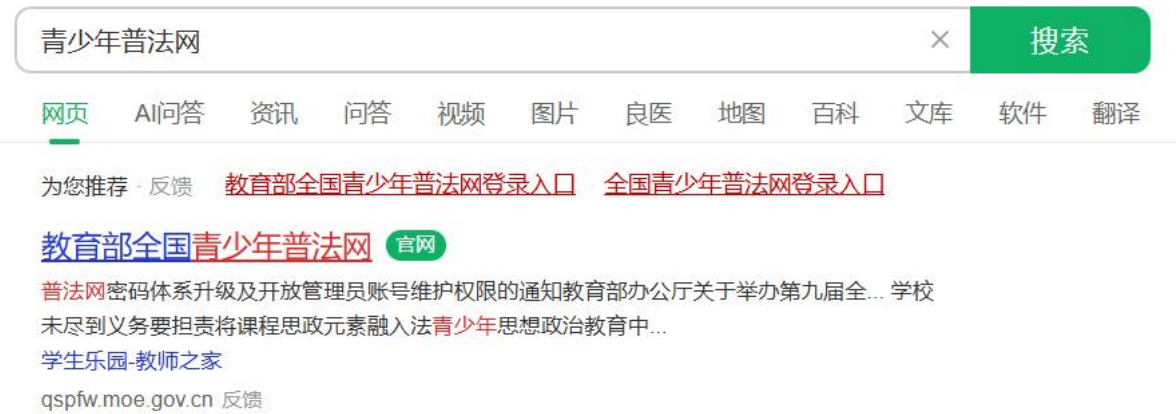 青少年普法网 × 搜索
网页 AI问答 资讯 问答 视频 图片 良医 地图 百科 文库 软件 翻译
为您推荐 · 反馈 教育部全国青少年普法网登录入口 全国青少年普法网登录入口
教育部全国青少年普法网 官网
普法网密码体系升级及开放管理员账号维护权限的通知教育部办公厅关于举办第九届全... 学校
未尽到义务要担责将课程思政元素融入法青少年思想政治教育中...
学生乐园-教师之家
qspfw.moe.gov.cn 反馈